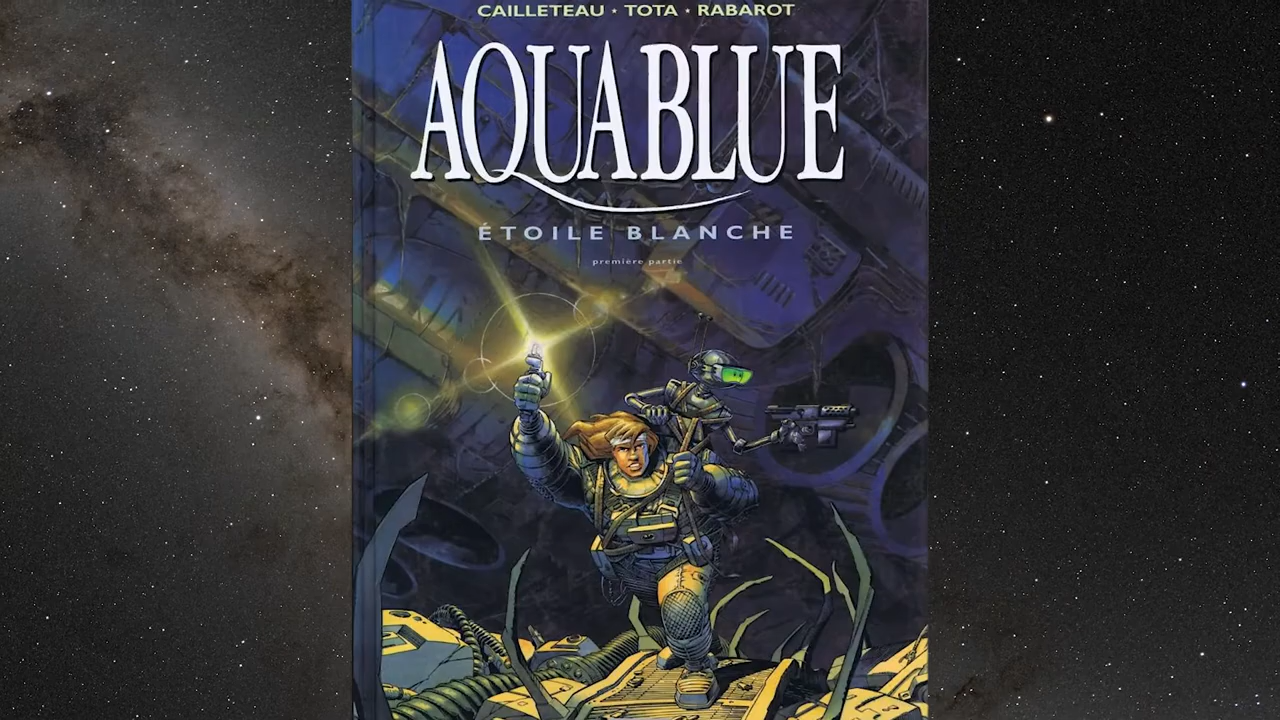 CAILLETEAU • TOTA • RABAROT
AQUABLUE
ÉTOILE BLANCHE
première partie